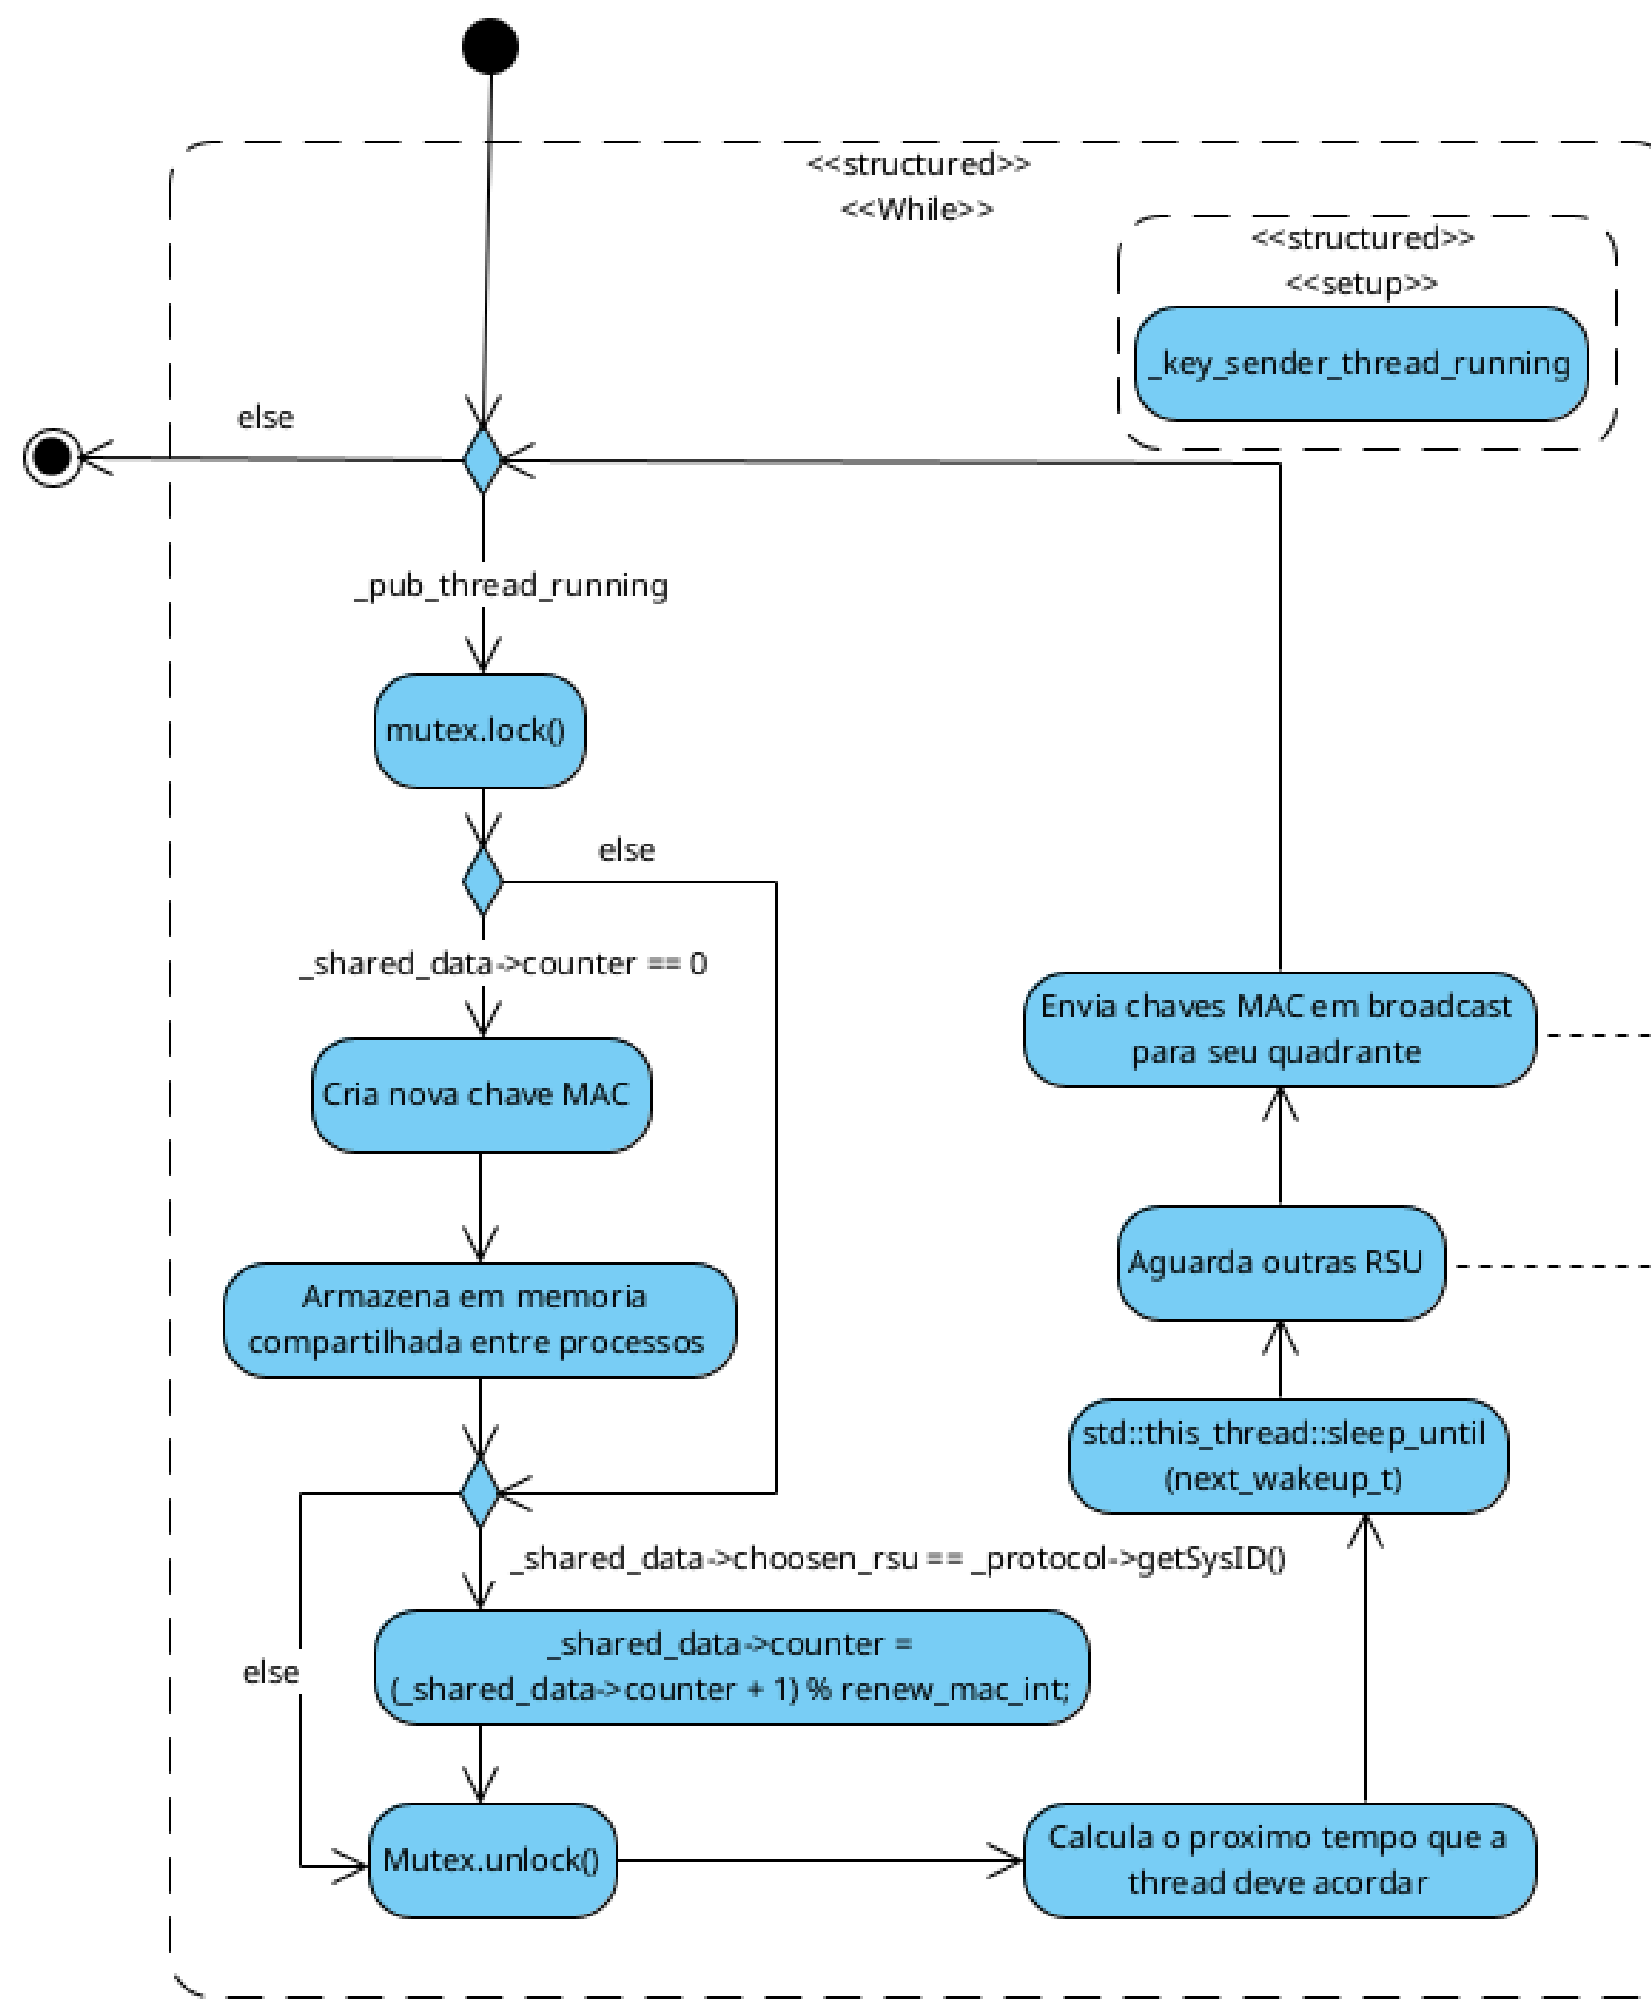 <<structured>>
<<While>>
<<structured>>
<<setup>>
_key_sender_thread_running
else
_pub_thread_running
mutex.lock()
else
_shared_data->counter == 0
Cria nova chave MAC
Armazena em memoria
compartilhada entre processos
_shared_data->choosen_rsu == _protocol->getSysID()
_shared_data->counter =
(_shared_data->counter + 1) % renew_mac_int;
else
Mutex.unlock()
Calcula o proximo tempo que a
thread deve acordar
std::this_thread::sleep_until
(next_wakeup_t)
Aguarda outras RSU
Envia chaves MAC em broadcast
para seu quadrante